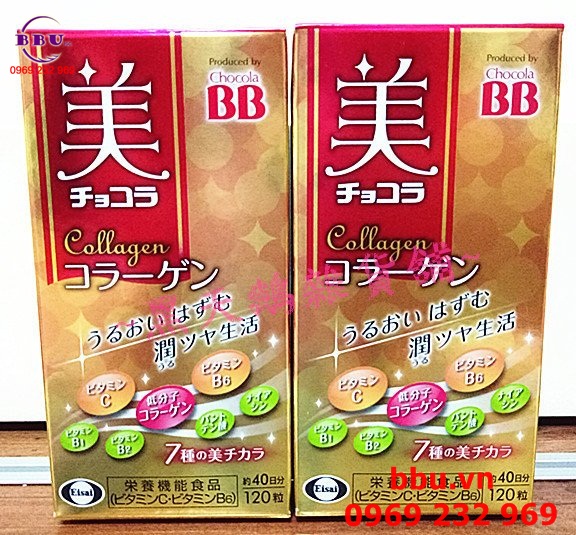 BBU
0969 232 969
Produced by
Chocola
BB
美
チョコラ
Collagen
コラーゲン
うるおい はずむ
潤ツヤ生活
うる
ビタミン
C
低分子
コラーゲン
ビタミン
B6
ナイア
シン
ビタミン
B1
ビタミン
B2
パント
テン酸
7種の美チカラ
Eisai
栄養機能食品
(ビタミンC・ビタミンB6)
約40日分
120粒
Produced by
Chocola
BB
美
チョコラ
Collagen
コラーゲン
うるおい はずむ
潤ツヤ生活
うる
ビタミン
C
低分子
コラーゲン
ビタミン
B6
ナイア
シン
ビタミン
B1
ビタミン
B2
パント
テン酸
7種の美チカラ
Eisai
栄養機能食品
(ビタミンC・ビタミンB6)
約40日分
120粒
bbu.vn
0969 232 969